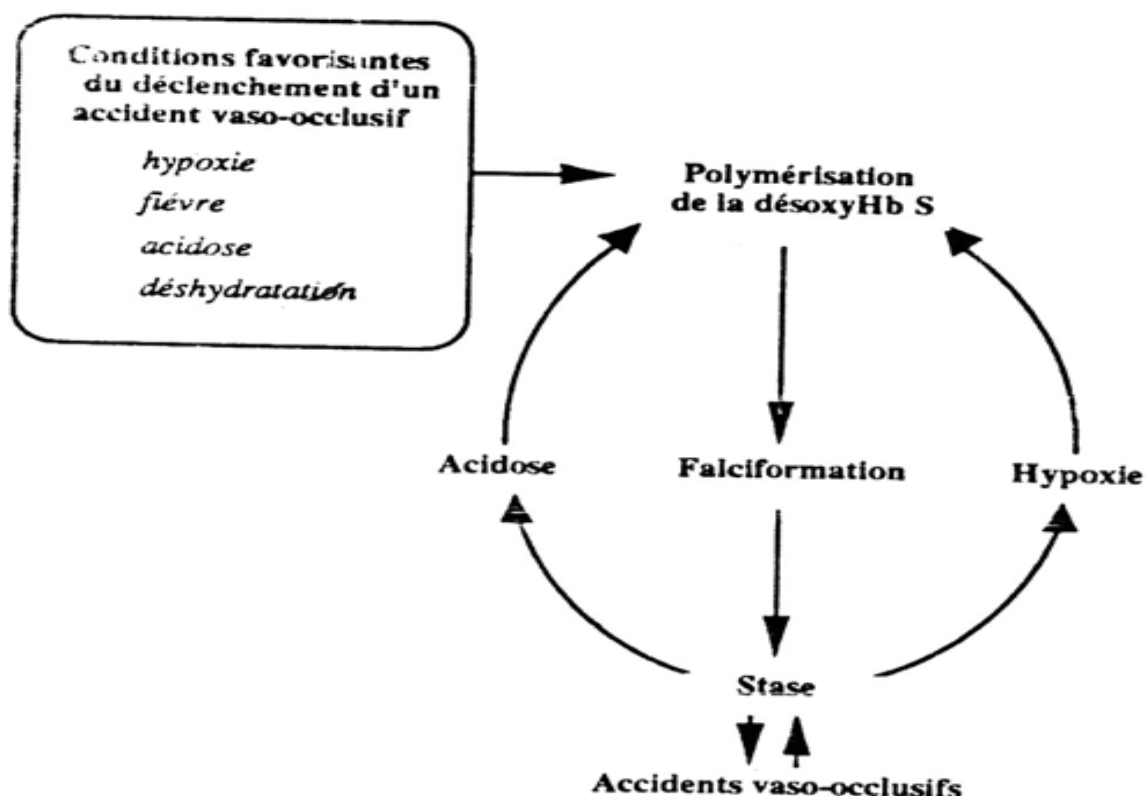 Conditions favorisantes
du déclenchement d'un
accident vaso-occlusif
hypoxie
fiévre
acidose
déshydratation
Polymérisation
de la désoxyHb S
Acidose
Falciformation
Hypoxie
Stase
Accidents vaso-occlusifs